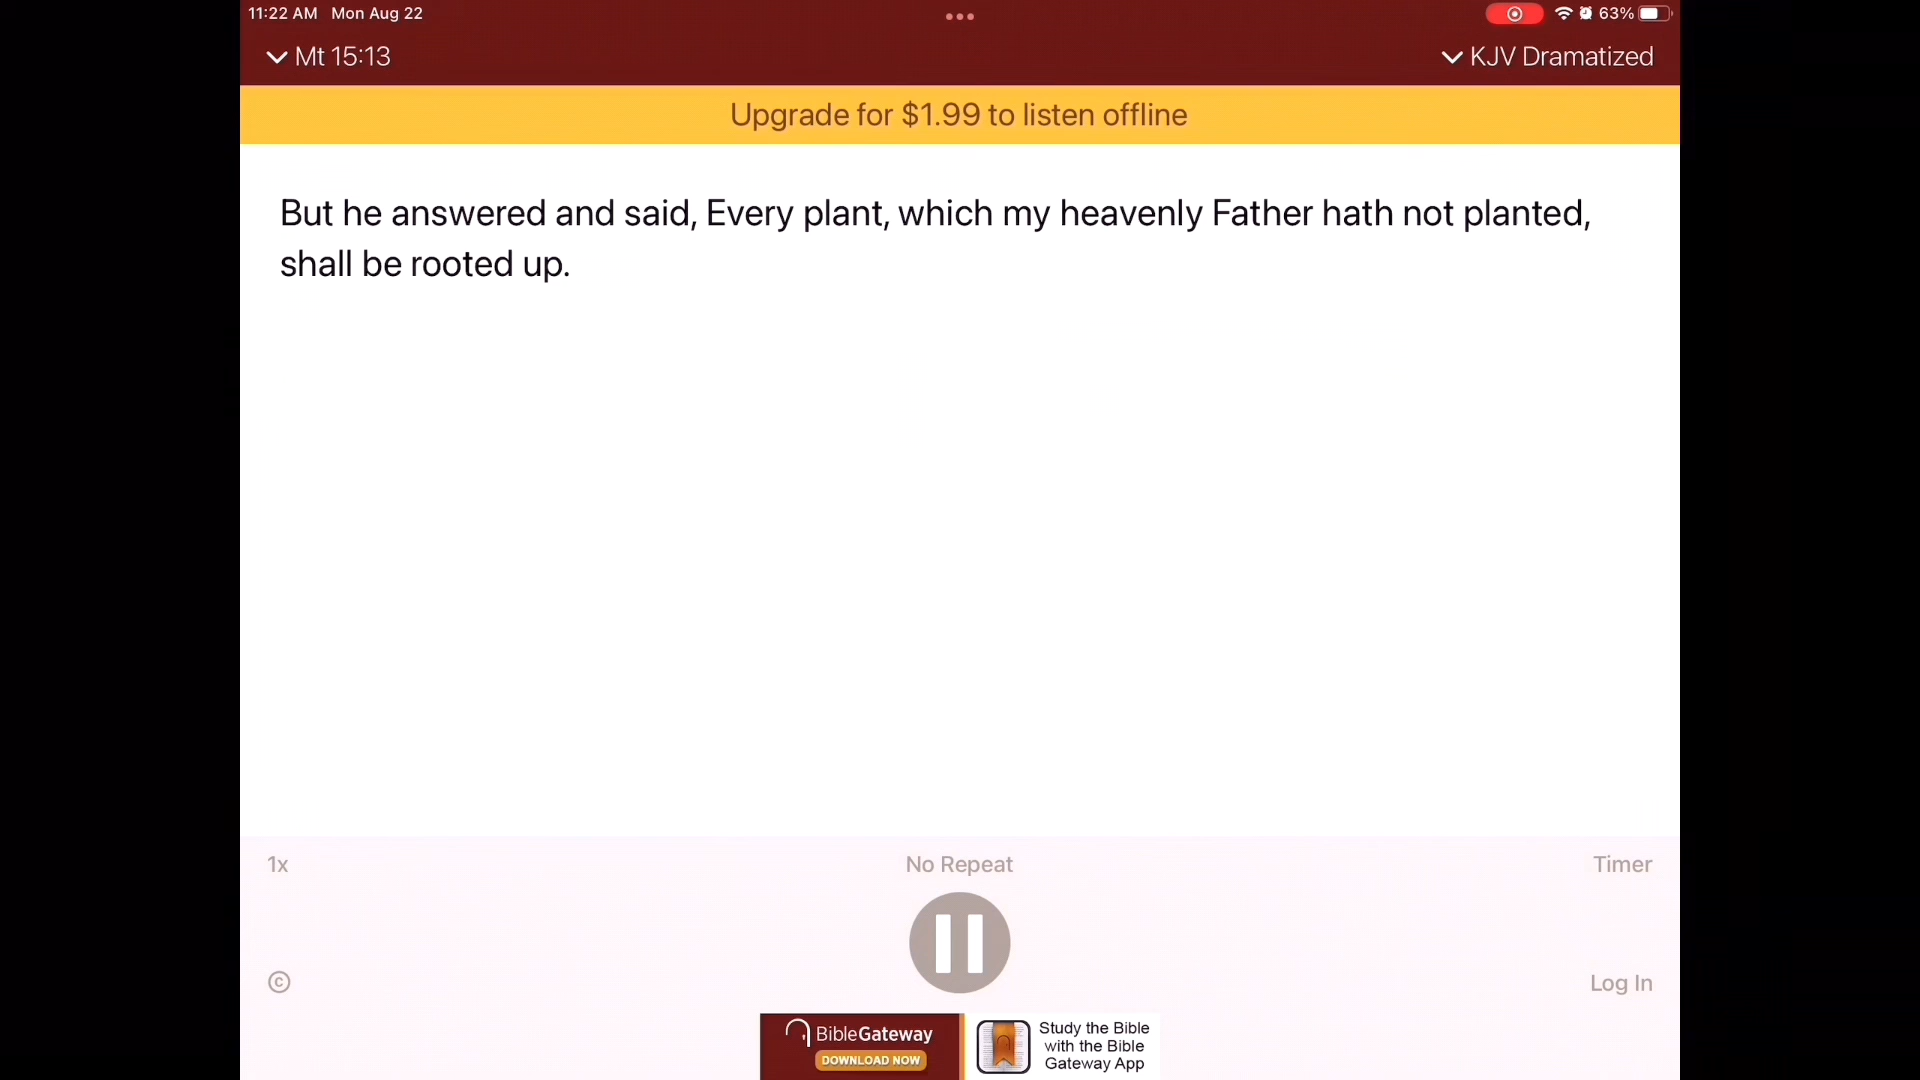 11:22 AM Mon Aug 22
63%
Mt 15:13
KJV Dramatized
Upgrade for $1.99 to listen offline
But he answered and said, Every plant, which my heavenly Father hath not planted,
shall be rooted up.
1x
No Repeat
Timer
©
Log In
BibleGateway
DOWNLOAD NOW
Study the Bible
with the Bible
Gateway App